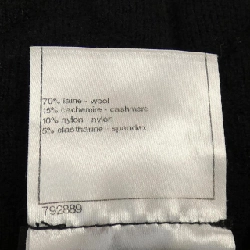 70% laine - wool
15% cachemire - cashmere
10% nylon - nylon
5% elasthanne - spandex
792889